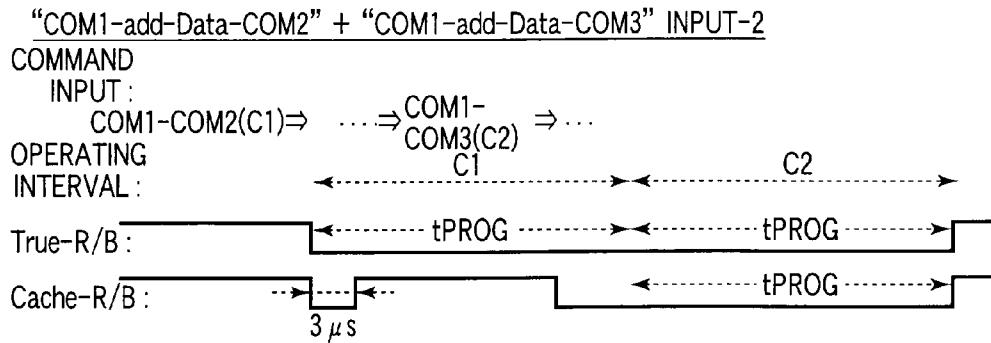 “COM1-add-Data-COM2” + “COM1-add-Data-COM3” INPUT-2
COMMAND
INPUT :
COM1-COM2(C1)⇒ ····⇒ COM1-
COM3(C2) ⇒ ···
OPERATING
INTERVAL :
C1 C2
True-R/B : tPROG tPROG
Cache-R/B : tPROG
3 μs